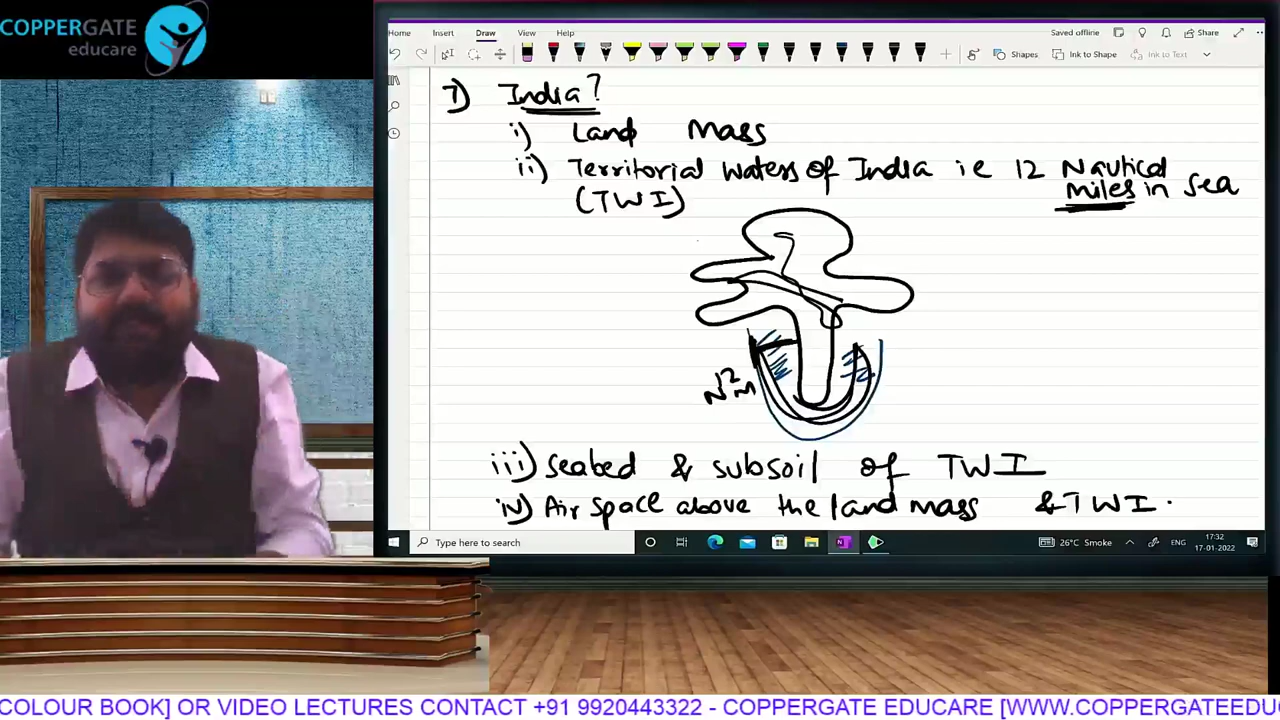 COPPERGATE
educare
Home Insert Draw View Help
Saved offline
Share
Shapes
Ink to Shape
Ink to Text
1) India?
i) Land Mass
ii) Territorial waters of India ie 12 Nautical
miles in sea
(TWI)
12
NM
iii) Seabed & subsoil of TWI
iv) Air space above the land mass & TWI.
Type here to search
26°C Smoke
ENG
17:32
17-01-2022
COLOUR BOOK] OR VIDEO LECTURES CONTACT +91 9920443322 - COPPERGATE EDUCARE [WWW.COPPERGATEEDU